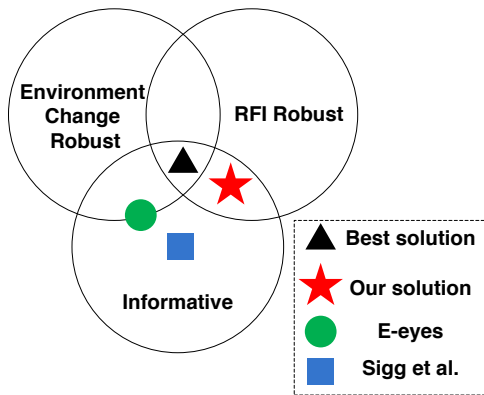 Environment
Change
Robust
RFI Robust
Informative
Best solution
Our solution
E-eyes
Sigg et al.